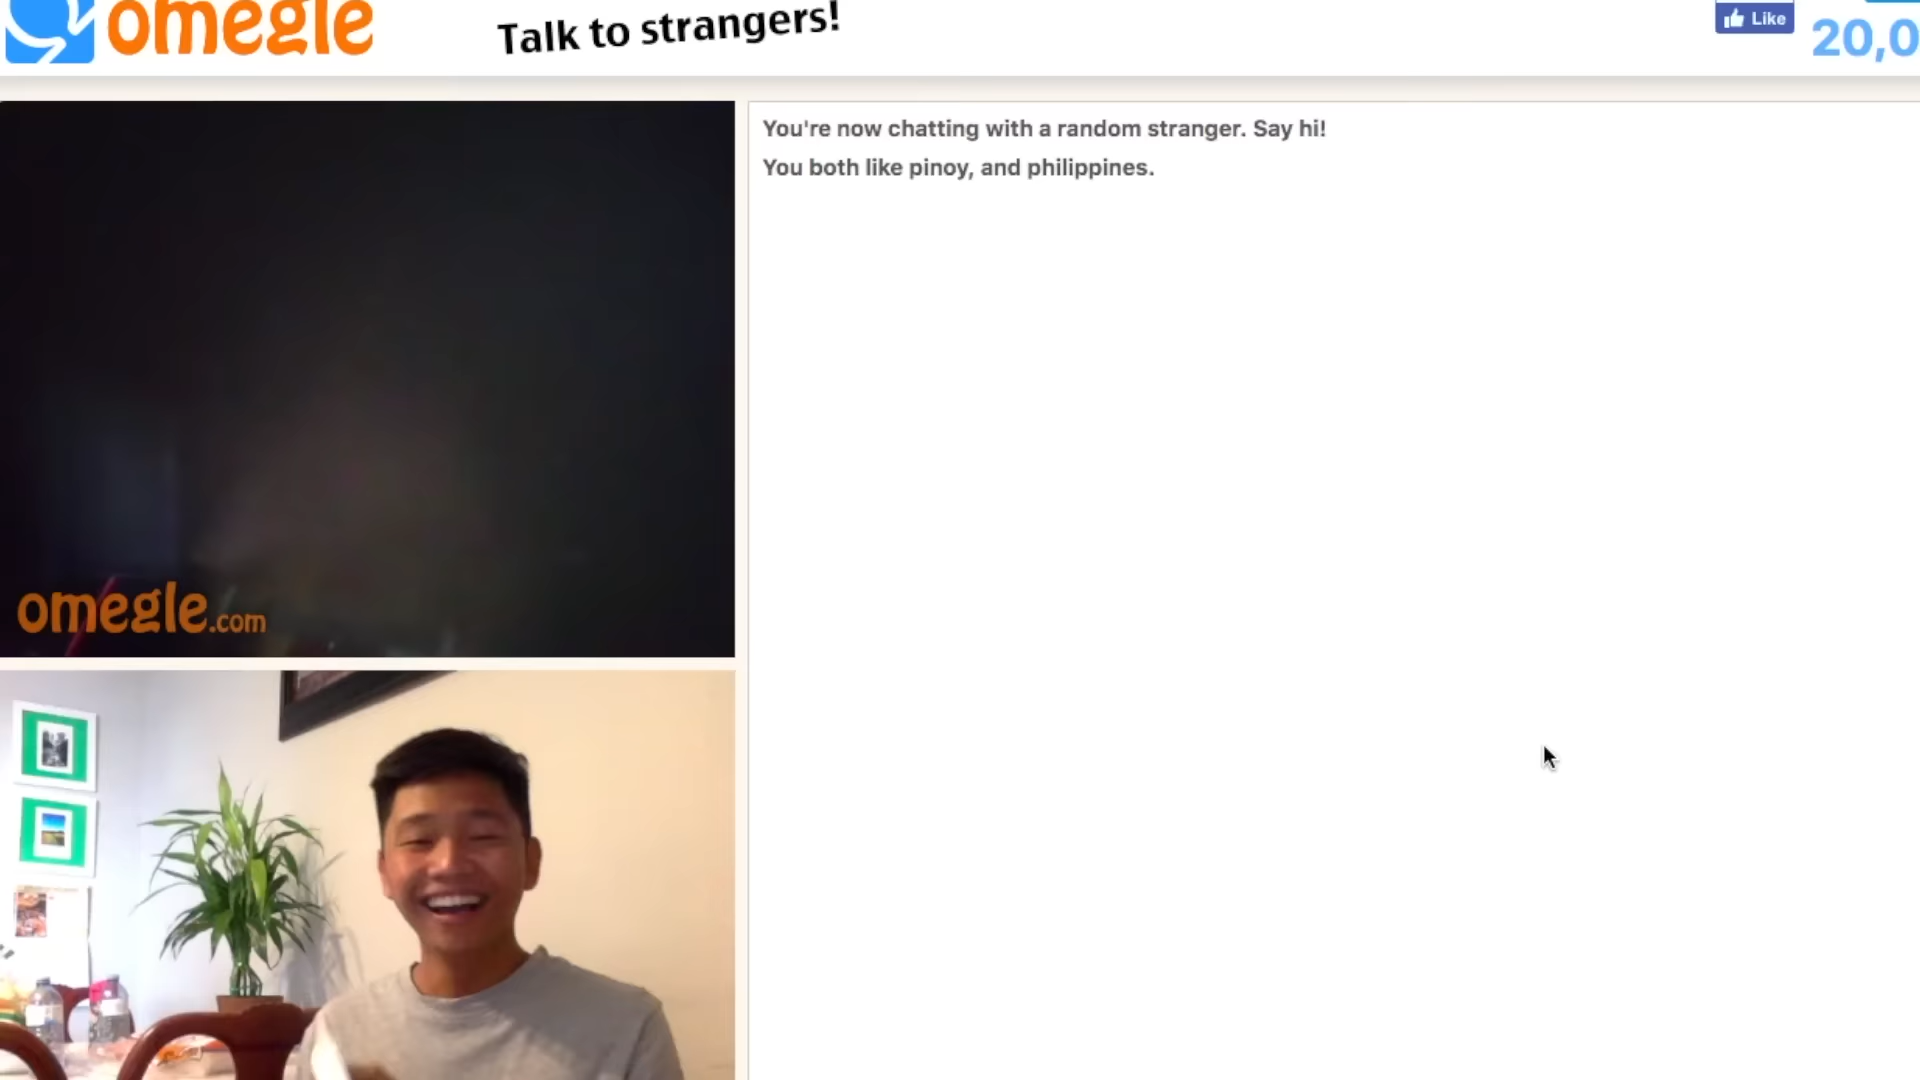 omegle
Talk to strangers!
Like
20,0
You're now chatting with a random stranger. Say hi!
You both like pinoy, and philippines.
omegle.com